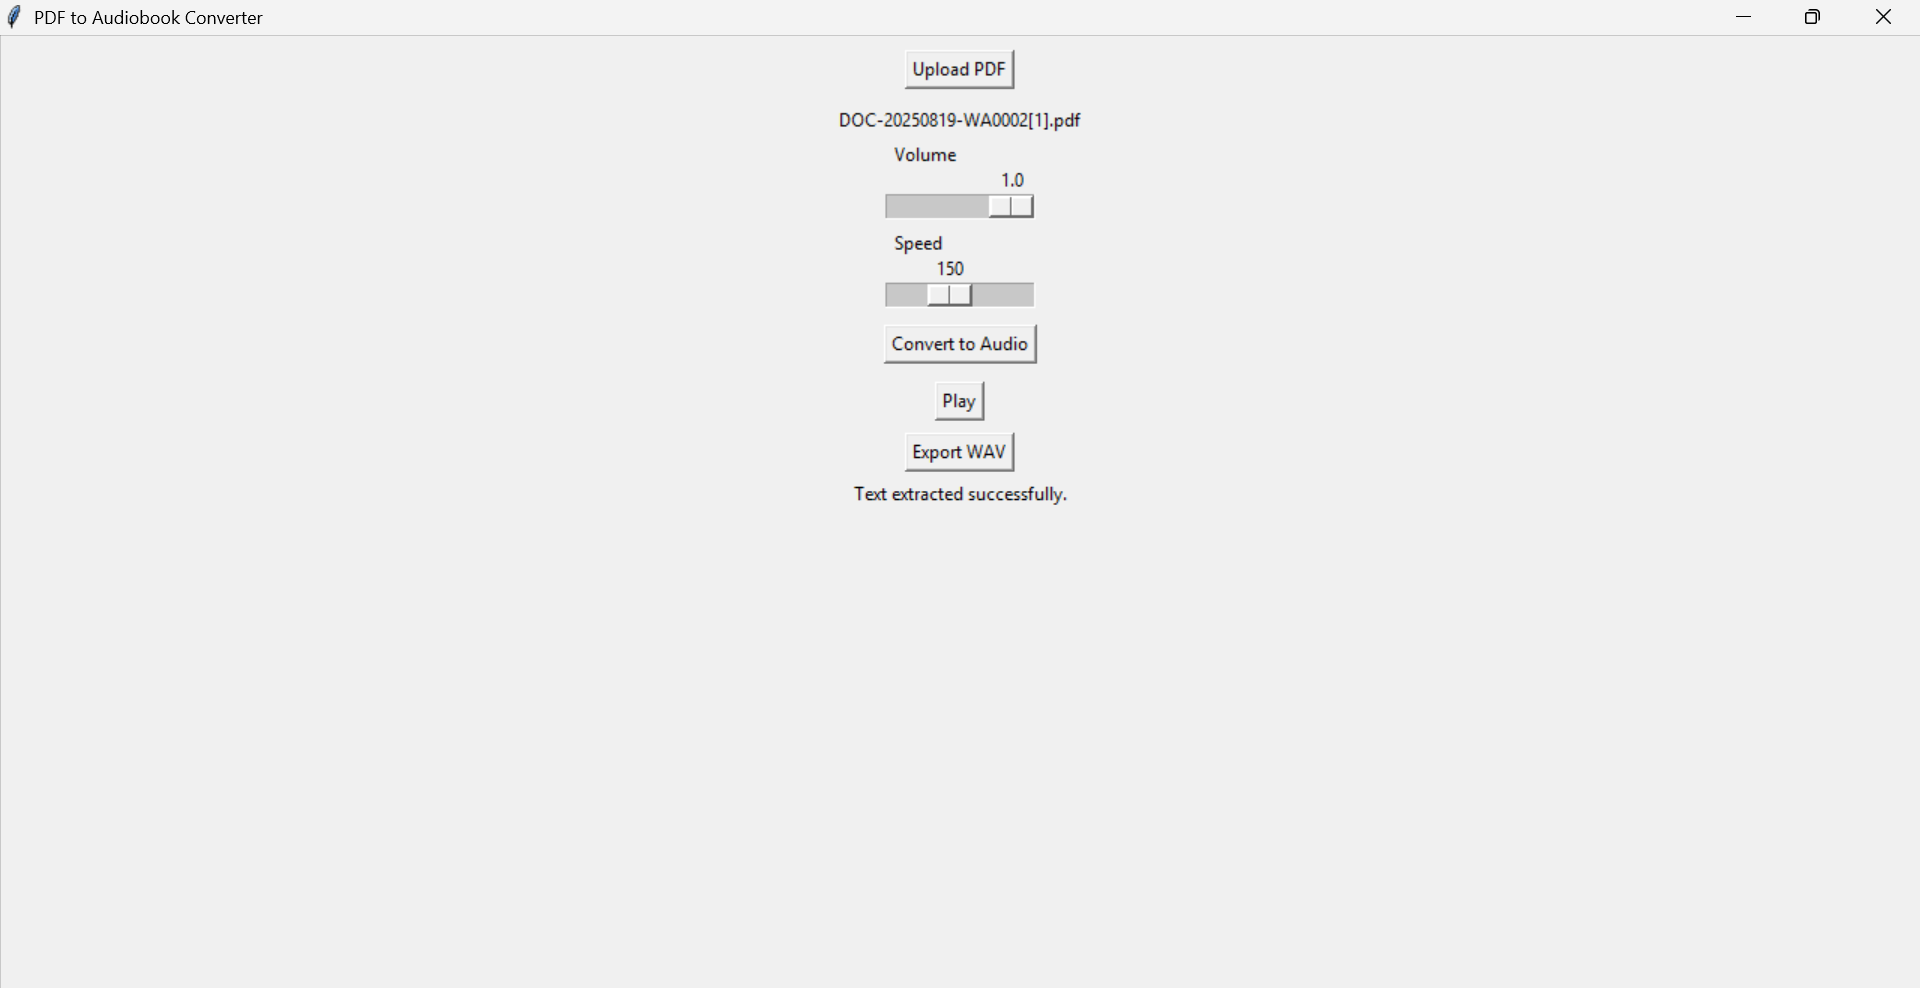 PDF to Audiobook Converter
Upload PDF
DOC-20250819-WA0002[1].pdf
Volume
1.0
Speed
150
Convert to Audio
Play
Export WAV
Text extracted successfully.